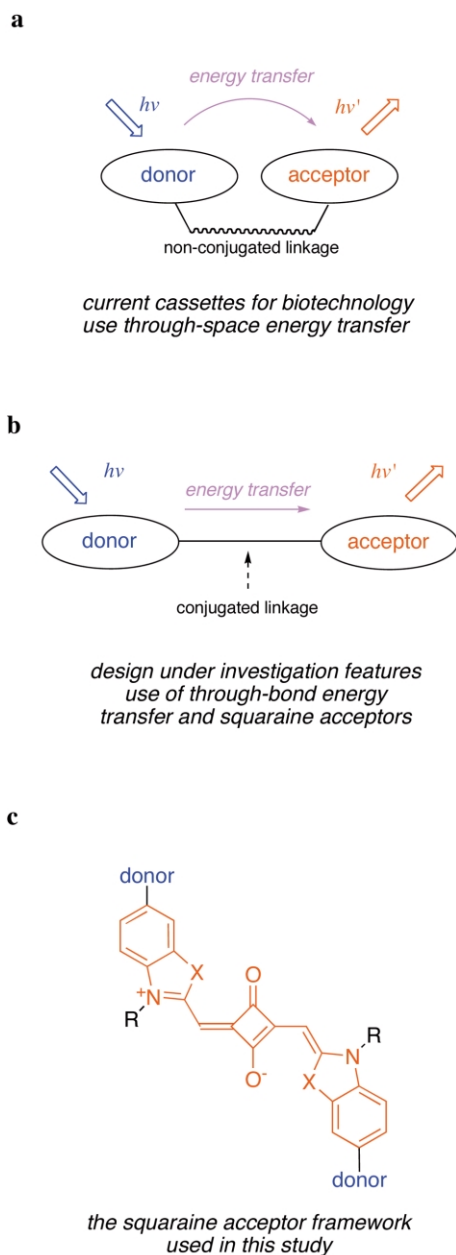 a
energy transfer
hν
hν'
donor
acceptor
non-conjugated linkage
current cassettes for biotechnology
use through-space energy transfer
b
hν
hν'
energy transfer
donor
acceptor
conjugated linkage
design under investigation features
use of through-bond energy
transfer and squaraine acceptors
c
donor
X
O
+
N
R
R
N
O-
X
donor
the squaraine acceptor framework
used in this study